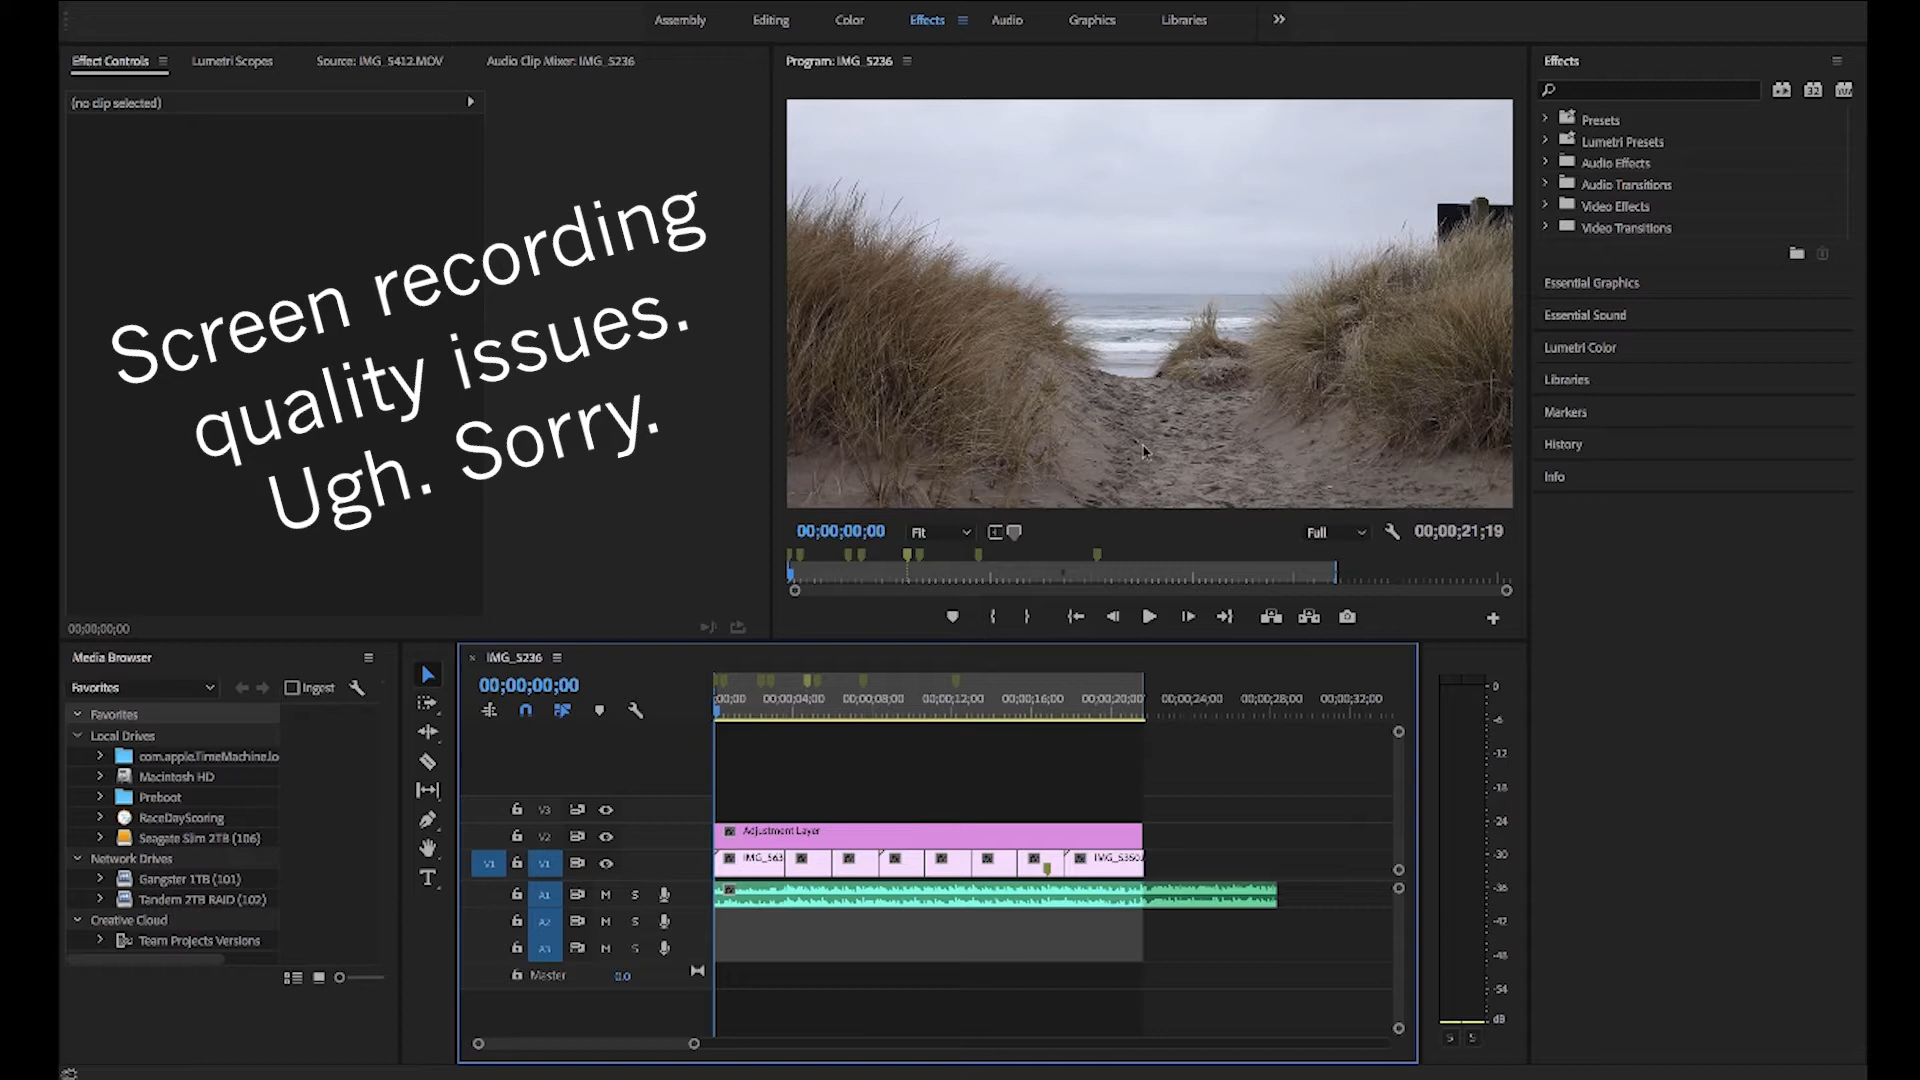 Assembly
Editing
Color
Effects
Audio
Graphics
Libraries
Effect Controls
Lumetri Scopes
Source: IMG_5412.MOV
Audio Clip Mixer: IMG_5236
(no clip selected)
Screen recording
quality issues.
Ugh. Sorry.
00;00;00;00
Program: IMG_5236
00;00;00;00
Fit
Full
00;00;21;19
Effects
Presets
Lumetri Presets
Audio Effects
Audio Transitions
Video Effects
Video Transitions
Essential Graphics
Essential Sound
Lumetri Color
Libraries
Markers
History
Info
Media Browser
Favorites
Ingest
Favorites
Local Drives
com.apple.TimeMachine.lo
Macintosh HD
Preboot
RaceDayScoring
Seagate Slim 2TB (106)
Network Drives
Gangster 1TB (101)
Tandem 2TB RAID (102)
Creative Cloud
Team Projects Versions
IMG_5236
00;00;00;00
;00;00 00;00;04;00 00;00;08;00 00;00;12;00 00;00;16;00 00;00;20;00 00;00;24;00 00;00;28;00 00;00;32;00
V3
V2
Adjustment Layer
V1 V1
IMG_563
IMG_5350.
A1 M S
A2 M S
A3 M S
Master 0.0
0
-6
-12
-18
-24
-30
-36
-42
-48
-54
dB
S S